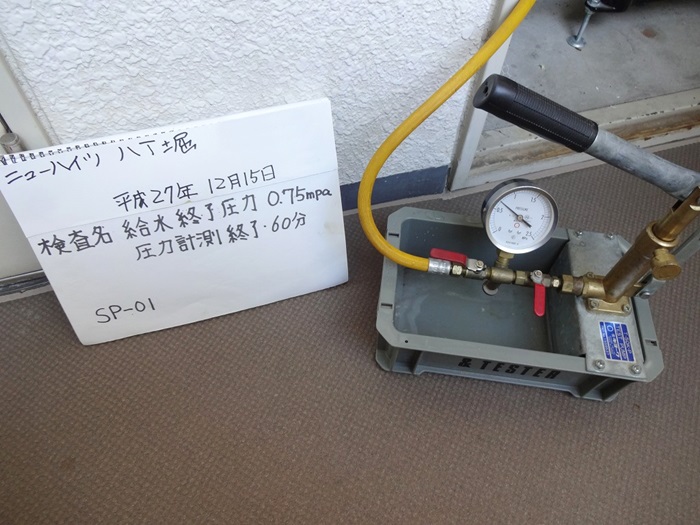 ニューハイツ 八丁堀
平成27年 12月15日
検査名 給水 終了圧力 0.75mpa
圧力計測 終了・60分
SP-01
& TESTER